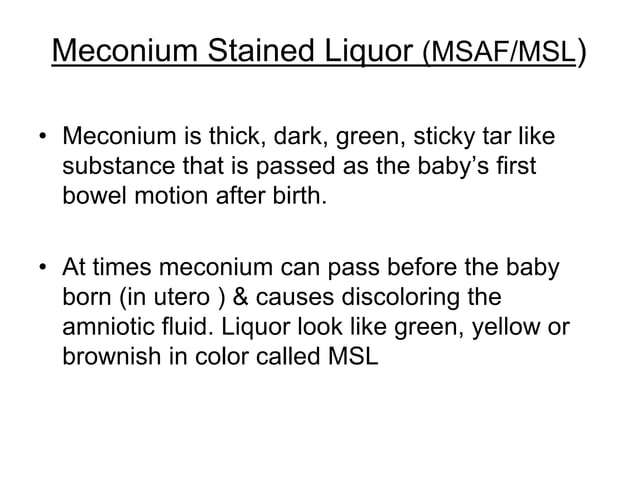 Meconium Stained Liquor (MSAF/MSL)
• Meconium is thick, dark, green, sticky tar like
substance that is passed as the baby’s first
bowel motion after birth.
• At times meconium can pass before the baby
born (in utero ) & causes discoloring the
amniotic fluid. Liquor look like green, yellow or
brownish in color called MSL